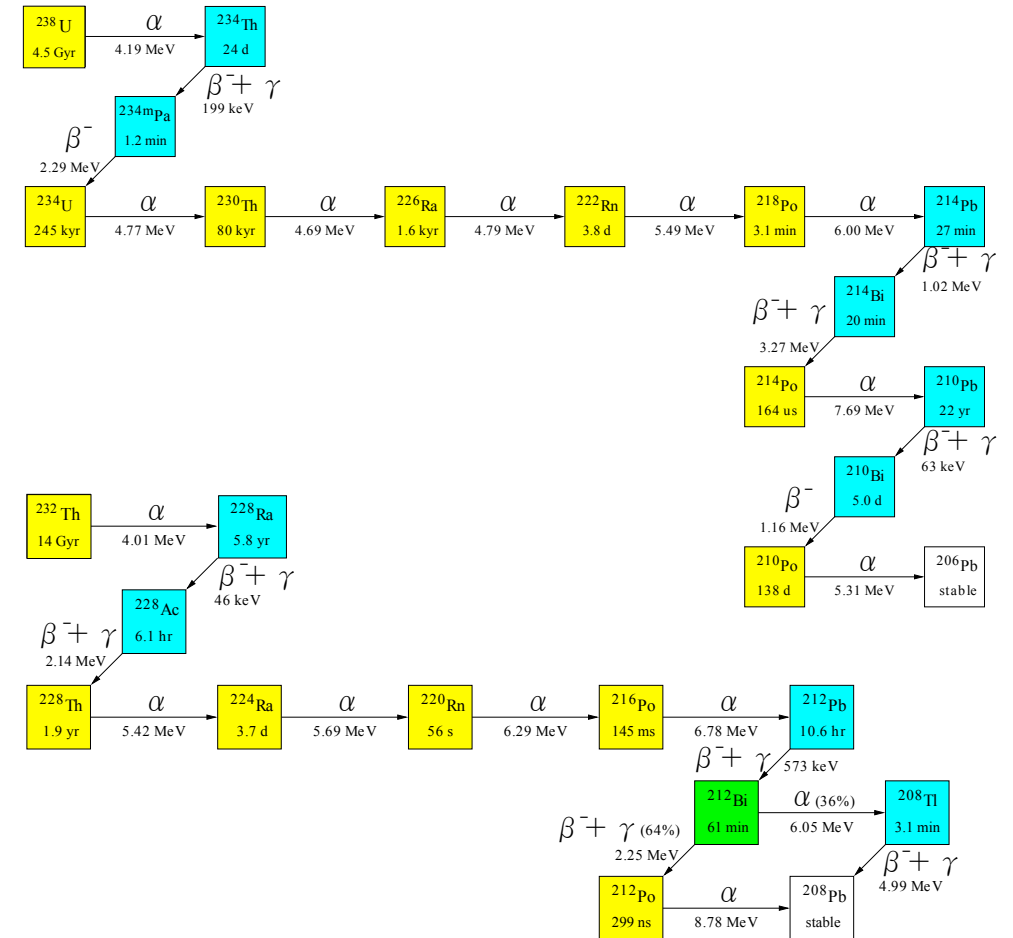 ²³⁸U α ²³⁴Th
4.5 Gyr 4.19 MeV 24 d
β⁻+ γ
199 keV
²³⁴ᵐPa
1.2 min
β⁻
2.29 MeV
²³⁴U α ²³⁰Th α ²²⁶Ra α ²²²Rn α ²¹⁸Po α ²¹⁴Pb
245 kyr 4.77 MeV 80 kyr 4.69 MeV 1.6 kyr 4.79 MeV 3.8 d 5.49 MeV 3.1 min 6.00 MeV 27 min
β⁻+ γ
1.02 MeV
²¹⁴Bi
20 min
β⁻+ γ
3.27 MeV
²¹⁴Po α ²¹⁰Pb
164 us 7.69 MeV 22 yr
β⁻+ γ
63 keV
²¹⁰Bi
5.0 d
β⁻
1.16 MeV
²¹⁰Po α ²⁰⁶Pb
138 d 5.31 MeV stable
²³²Th α ²²⁸Ra
14 Gyr 4.01 MeV 5.8 yr
β⁻+ γ
46 keV
²²⁸Ac
6.1 hr
β⁻+ γ
2.14 MeV
²²⁸Th α ²²⁴Ra α ²²⁰Rn α ²¹⁶Po α ²¹²Pb
1.9 yr 5.42 MeV 3.7 d 5.69 MeV 56 s 6.29 MeV 145 ms 6.78 MeV 10.6 hr
β⁻+ γ
573 keV
²¹²Bi α (36%) ²⁰⁸Tl
61 min 6.05 MeV 3.1 min
β⁻+ γ (64%)
2.25 MeV
β⁻+ γ
4.99 MeV
²¹²Po α ²⁰⁸Pb
299 ns 8.78 MeV stable